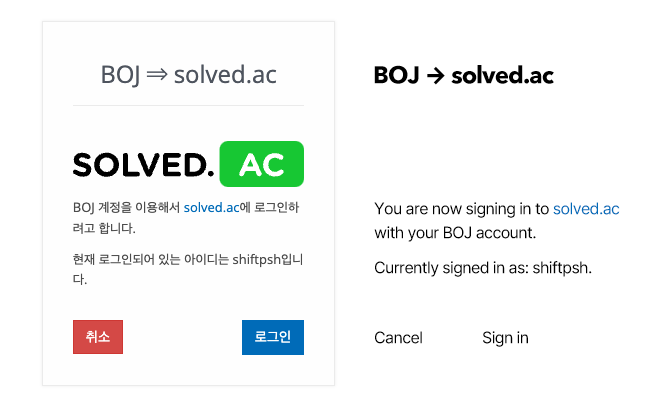 BOJ ⇒ solved.ac
SOLVED. AC
BOJ 계정을 이용해서 solved.ac에 로그인하
려고 합니다.
현재 로그인되어 있는 아이디는 shiftpsh입니
다.
취소 로그인
BOJ → solved.ac
You are now signing in to solved.ac
with your BOJ account.
Currently signed in as: shiftpsh.
Cancel Sign in